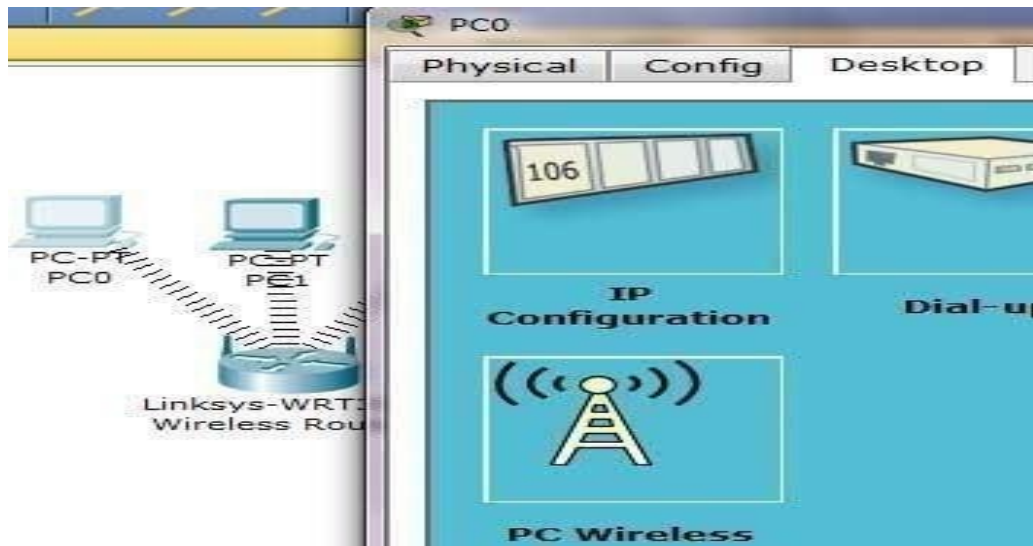 PC0
Physical Config Desktop
106
IP
Configuration
Dial-up
PC Wireless
PC-PT
PC0
PC-PT
PC1
Linksys-WRT
Wireless Rou